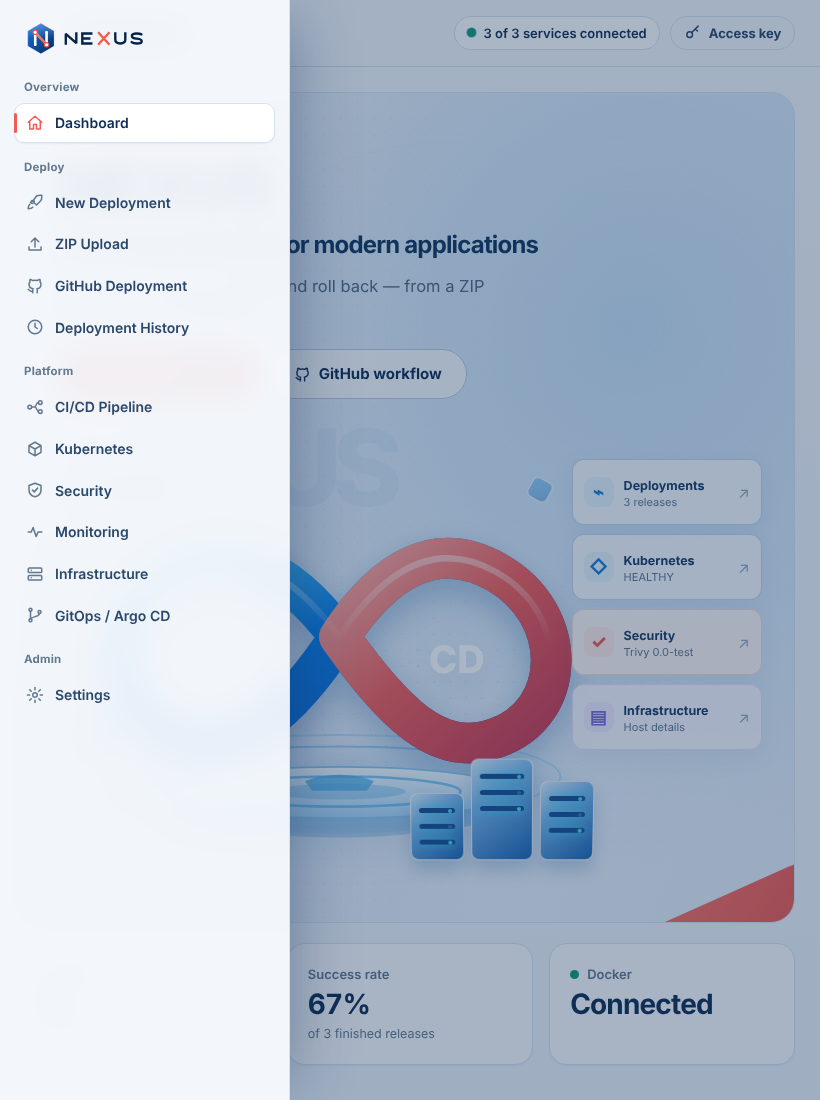 NEXUS
Overview
Dashboard
Deploy
New Deployment
ZIP Upload
GitHub Deployment
Deployment History
Platform
CI/CD Pipeline
Kubernetes
Security
Monitoring
Infrastructure
GitOps / Argo CD
Admin
Settings
3 of 3 services connected
Access key
or modern applications
nd roll back — from a ZIP
GitHub workflow
US
CD
Deployments
3 releases
Kubernetes
HEALTHY
Security
Trivy 0.0-test
Infrastructure
Host details
Success rate
67%
of 3 finished releases
Docker
Connected